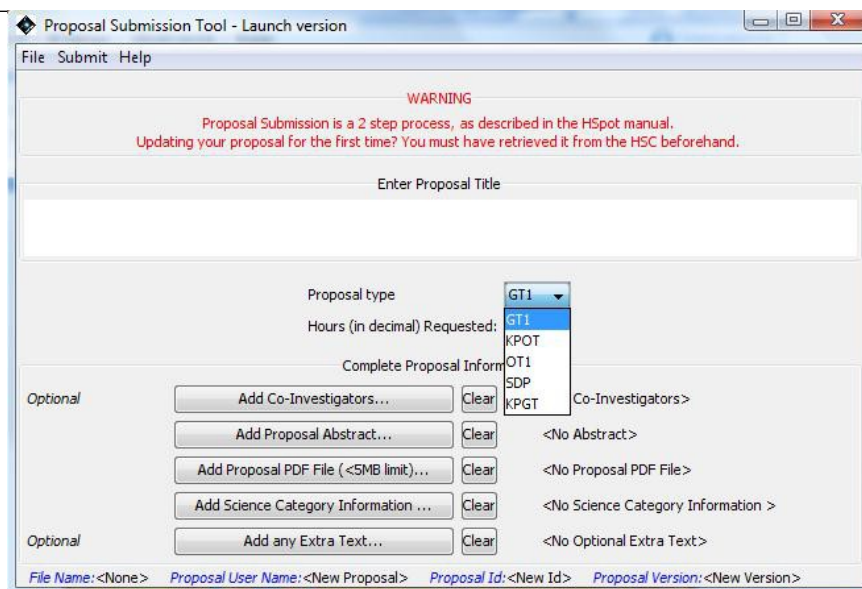 Proposal Submission Tool - Launch version
File Submit Help
WARNING
Proposal Submission is a 2 step process, as described in the HSpot manual.
Updating your proposal for the first time? You must have retrieved it from the HSC beforehand.
Enter Proposal Title
Proposal type GT1
Hours (in decimal) Requested: GT1
KPOT
Complete Proposal Inform OT1
SDP
KPGT
Optional Add Co-Investigators... Clear Co-Investigators>
Add Proposal Abstract... Clear <No Abstract>
Add Proposal PDF File (<5MB limit)... Clear <No Proposal PDF File>
Add Science Category Information ... Clear <No Science Category Information >
Optional Add any Extra Text... Clear <No Optional Extra Text>
File Name:<None> Proposal User Name:<New Proposal> Proposal Id:<New Id> Proposal Version:<New Version>